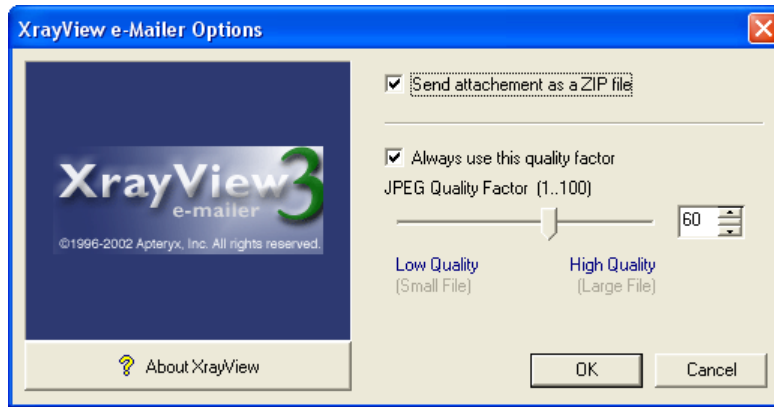 XrayView e-Mailer Options
Send attachement as a ZIP file
XrayView 3
e-mailer
©1996-2002 Apteryx, Inc. All rights reserved.
Always use this quality factor
JPEG Quality Factor (1..100)
60
Low Quality High Quality
(Small File) (Large File)
? About XrayView
OK Cancel